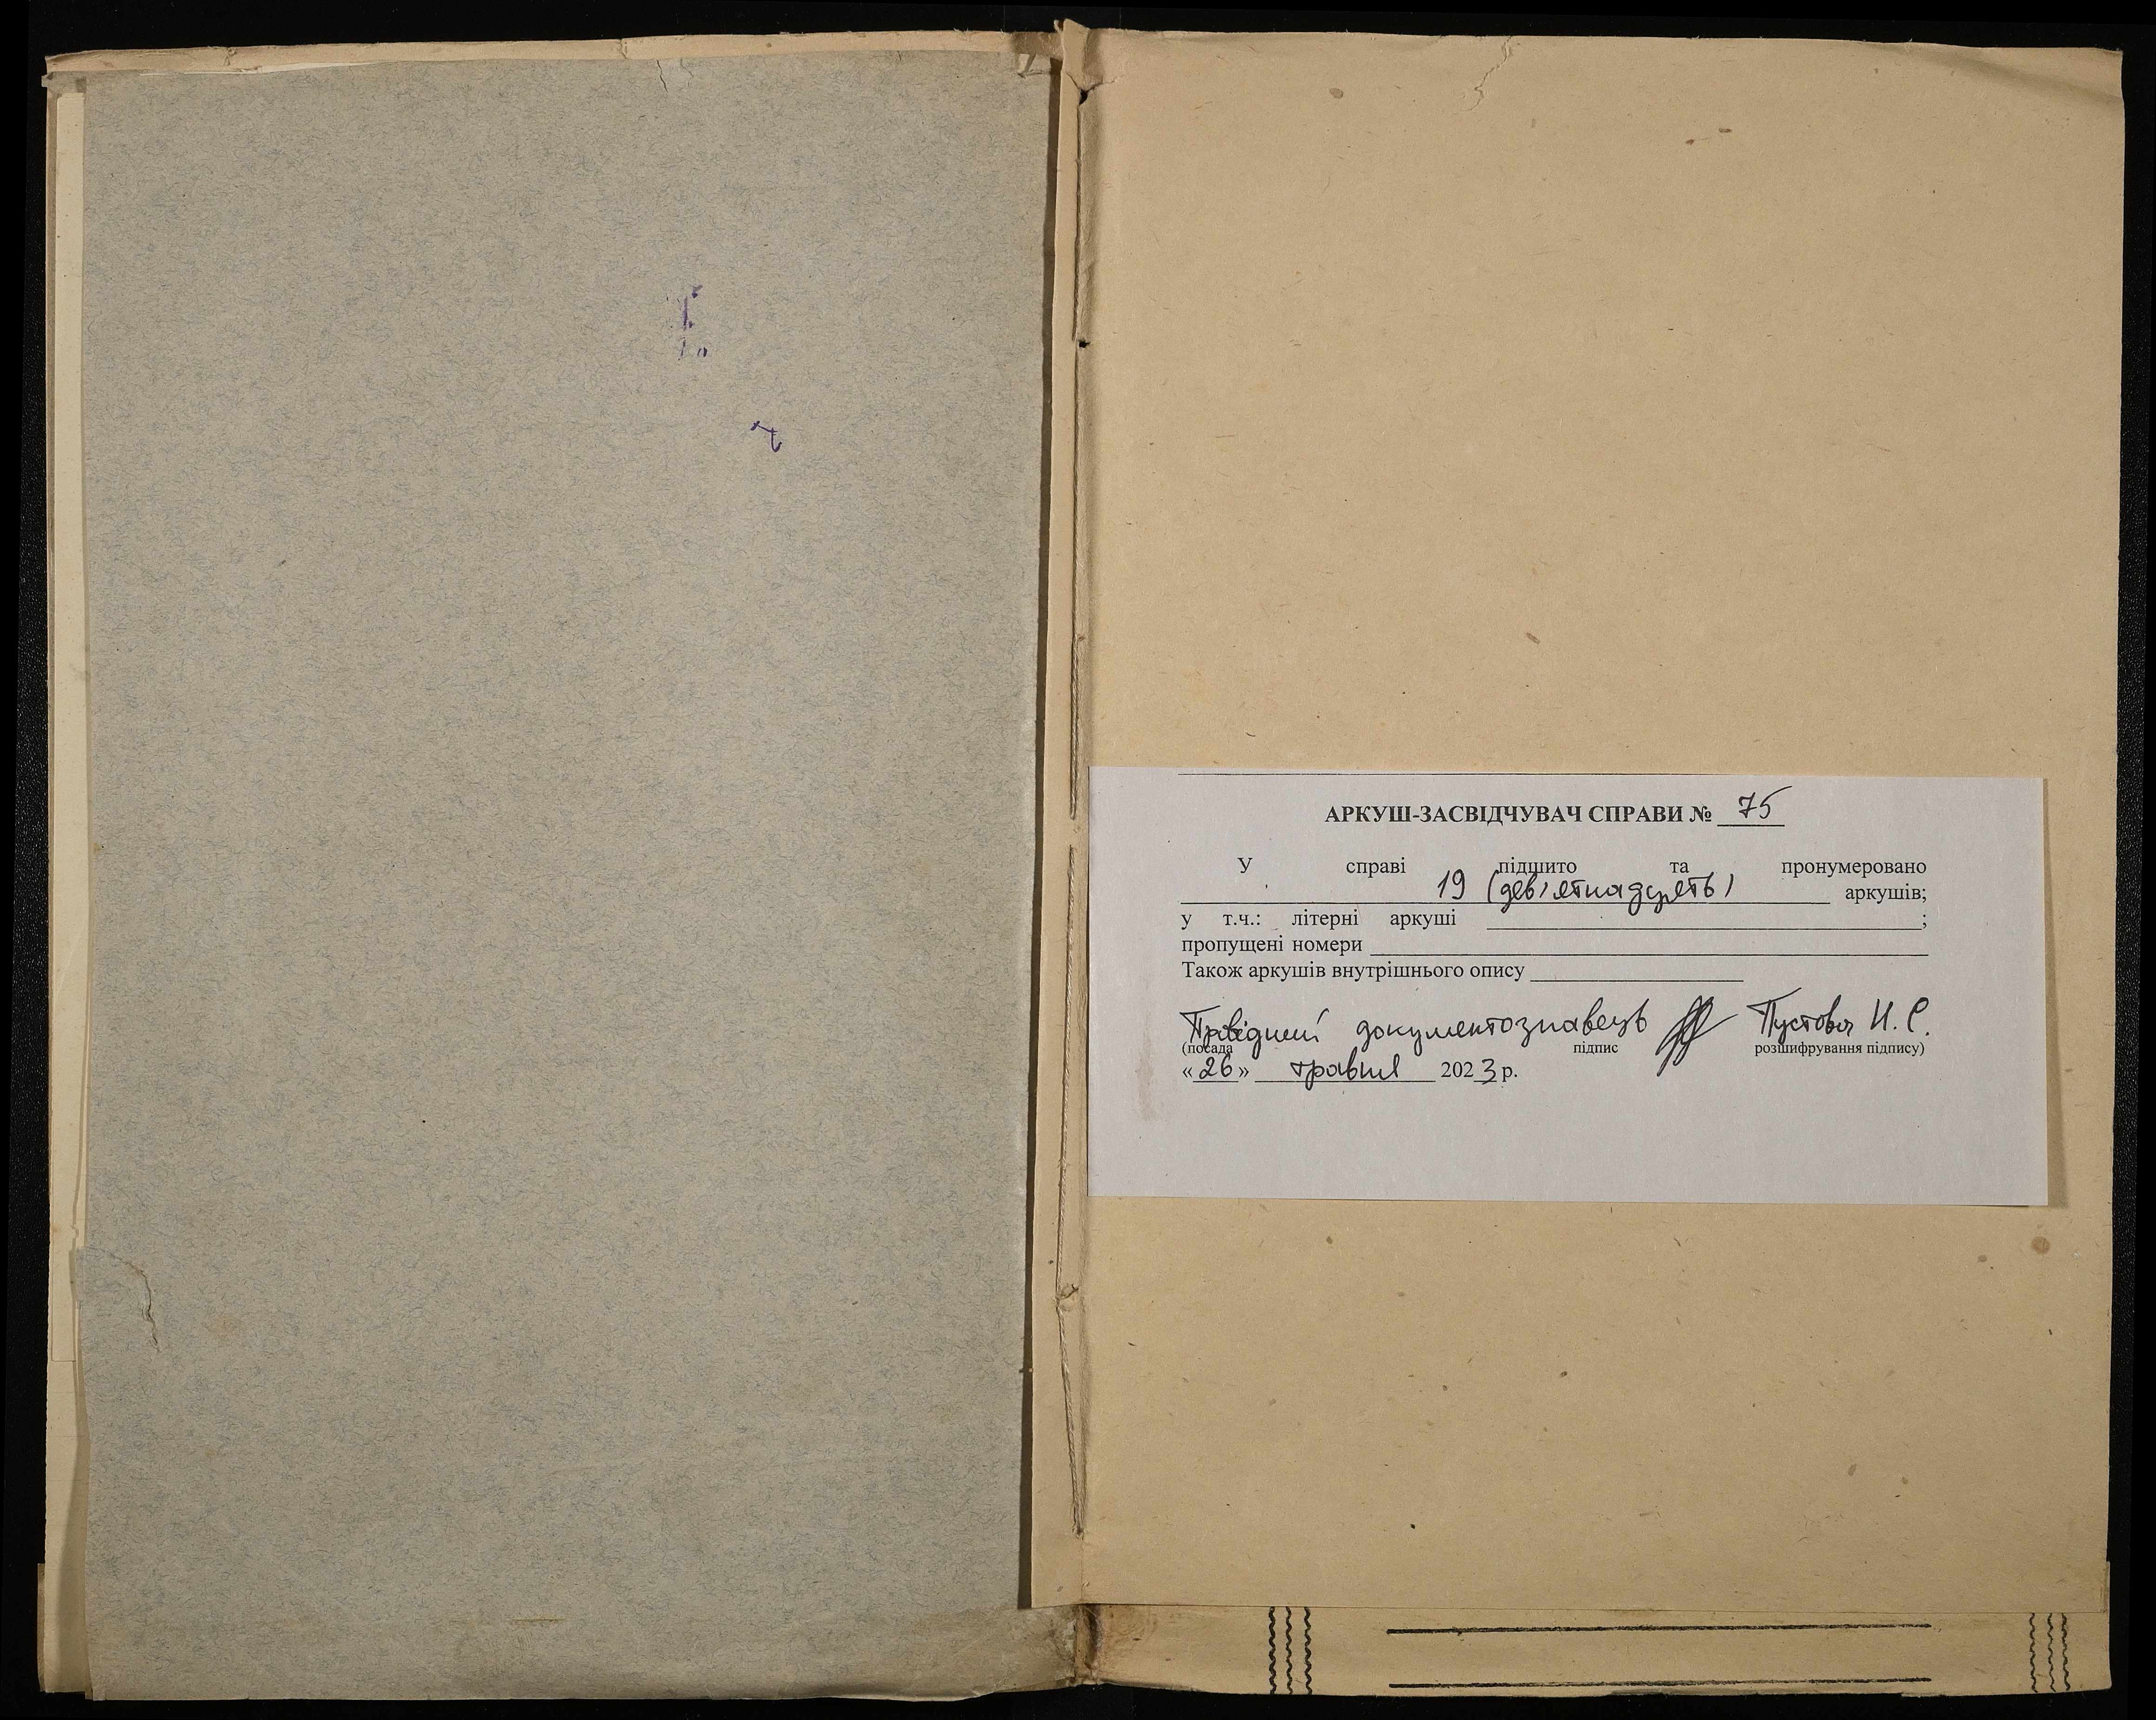 АРКУШ-ЗАСВІДЧУВАЧ СПРАВИ № 75
У справі підшито та пронумеровано
19 (дев'ятнадцять) аркушів;
у т.ч.: літерні аркуші ;
пропущені номери
Також аркушів внутрішнього опису
Провідний документознавець Пустова Н. С.
(посада підпис розшифрування підпису)
«26» травня 2023 р.